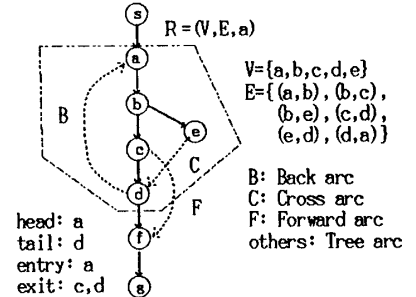 s
R=(V,E,a)
a
V={a,b,c,d,e}
b
E={(a,b),(b,c),
B
(b,e),(c,d),
e
(e,d),(d,a)}
c
C
B: Back arc
d
C: Cross arc
F
F: Forward arc
head: a
others: Tree arc
tail: d
f
entry: a
exit: c,d
s